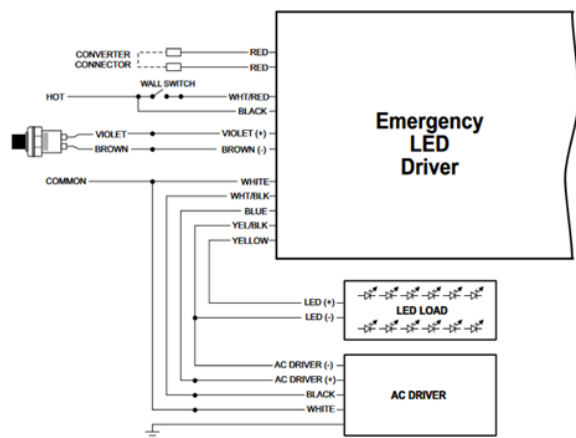 CONVERTER
CONNECTOR
RED
RED
WALL SWITCH
HOT
WHT/RED
BLACK
VIOLET
VIOLET (+)
BROWN
BROWN (-)
COMMON
WHITE
WHT/BLK
BLUE
YEL/BLK
YELLOW
Emergency
LED
Driver
LED (+)
LED (-)
LED LOAD
AC DRIVER (-)
AC DRIVER (+)
BLACK
WHITE
AC DRIVER